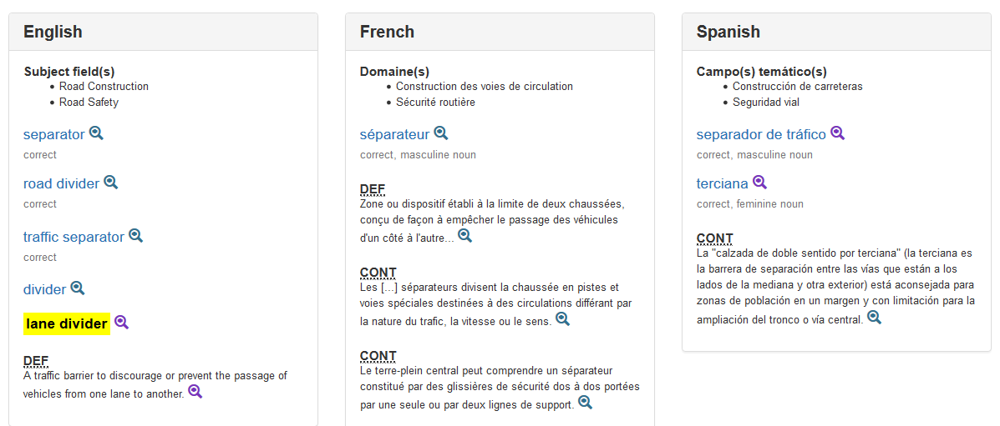 English
Subject field(s)
• Road Construction
• Road Safety
separator
correct
road divider
correct
traffic separator
correct
divider
lane divider
DEF
A traffic barrier to discourage or prevent the passage of
vehicles from one lane to another.
French
Domaine(s)
• Construction des voies de circulation
• Sécurité routière
séparateur
correct, masculine noun
DEF
Zone ou dispositif établi à la limite de deux chaussées,
conçu de façon à empêcher le passage des véhicules
d'un côté à l'autre...
CONT
Les [...] séparateurs divisent la chaussée en pistes et
voies spéciales destinées à des circulations différant par
la nature du trafic, la vitesse ou le sens.
CONT
Le terre-plein central peut comprendre un séparateur
constitué par des glissières de sécurité dos à dos portées
par une seule ou par deux lignes de support.
Spanish
Campo(s) temático(s)
• Construcción de carreteras
• Seguridad vial
separador de tráfico
correct, masculine noun
terciana
correct, feminine noun
CONT
La "calzada de doble sentido por terciana" (la terciana es
la barrera de separación entre las vías que están a los
lados de la mediana y otra exterior) está aconsejada para
zonas de población en un margen y con limitación para la
ampliación del tronco o vía central.